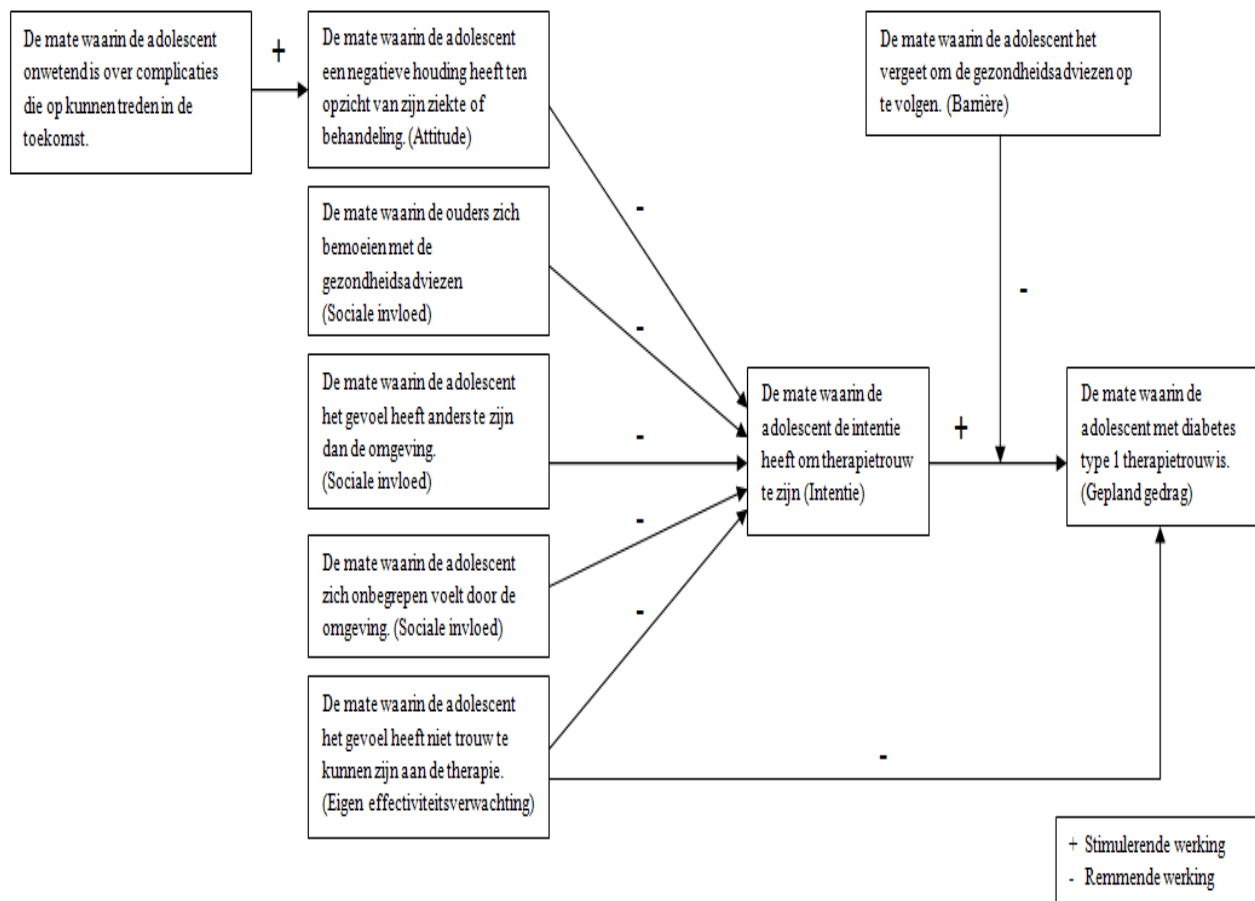 De mate waarin de adolescent
onwetend is over complicaties
die op kunnen treden in de
toekomst.
+
De mate waarin de adolescent
een negatieve houding heeft ten
opzicht van zijn ziekte of
behandeling. (Attitude)
De mate waarin de adolescent het
vergeet om de gezondheidsadviezen op
te volgen. (Barrière)
-
De mate waarin de ouders zich
bemoeien met de
gezondheidsadviezen
(Sociale invloed)
-
-
De mate waarin de adolescent
het gevoel heeft anders te zijn
dan de omgeving.
(Sociale invloed)
-
De mate waarin de
adolescent de intentie
heeft om therapietrouw
te zijn (Intentie)
+
De mate waarin de
adolescent met diabetes
type 1 therapietrouw is.
(Gepland gedrag)
De mate waarin de adolescent
zich onbegrepen voelt door de
omgeving. (Sociale invloed)
-
-
De mate waarin de adolescent
het gevoel heeft niet trouw te
kunnen zijn aan de therapie.
(Eigen effectiviteitsverwachting)
-
+ Stimulerende werking
- Remmende werking